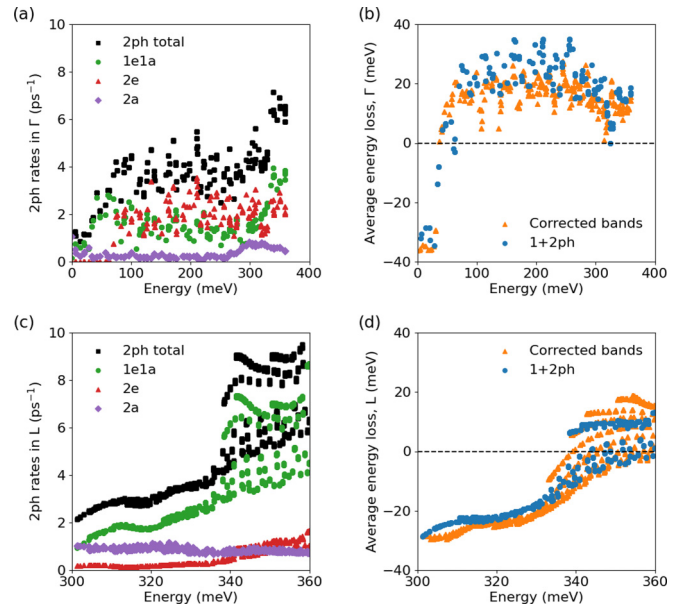 (a)
2ph rates in Γ (ps⁻¹)
10
8
6
4
2
0
2ph total
1e1a
2e
2a
0 100 200 300 400
Energy (meV)
(b)
Average energy loss, Γ (meV)
40
20
0
−20
−40
Corrected bands
1+2ph
0 100 200 300 400
Energy (meV)
(c)
2ph rates in L (ps⁻¹)
10
8
6
4
2
0
2ph total
1e1a
2e
2a
300 320 340 360
Energy (meV)
(d)
Average energy loss, L (meV)
40
20
0
−20
−40
Corrected bands
1+2ph
300 320 340 360
Energy (meV)